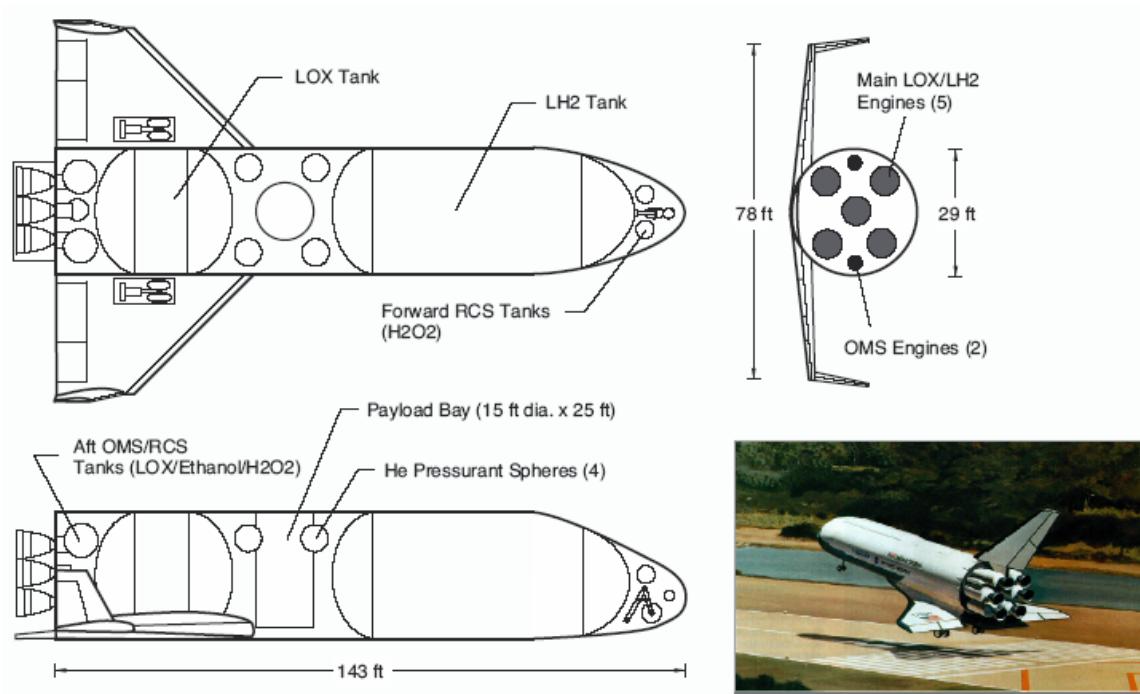 LOX Tank
LH2 Tank
Main LOX/LH2
Engines (5)
78 ft
29 ft
Forward RCS Tanks
(H2O2)
OMS Engines (2)
Payload Bay (15 ft dia. x 25 ft)
Aft OMS/RCS
Tanks (LOX/Ethanol/H2O2)
He Pressurant Spheres (4)
143 ft